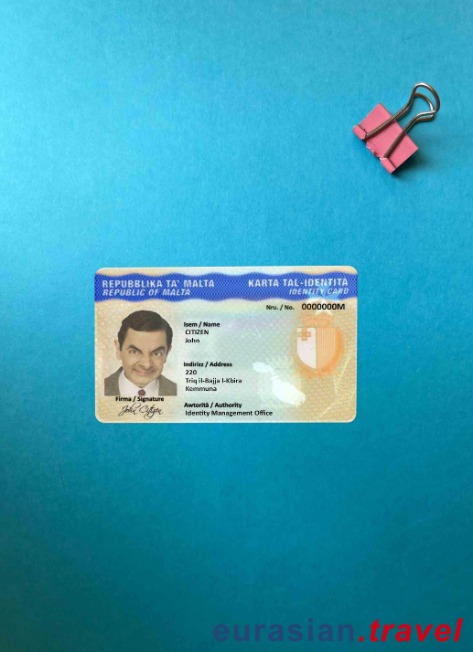 REPUBBLIKA TA' MALTA
REPUBLIC OF MALTA
KARTA TAL-IDENTITÀ
IDENTITY CARD
Nru. / No. 0000000M
Isem / Name
CITIZEN
John
Indirizz / Address
220
Triq il-Bajja l-Kbira
Kemmuna
Firma / Signature
John Citizen
Awtorità / Authority
Identity Management Office
eurasian.travel